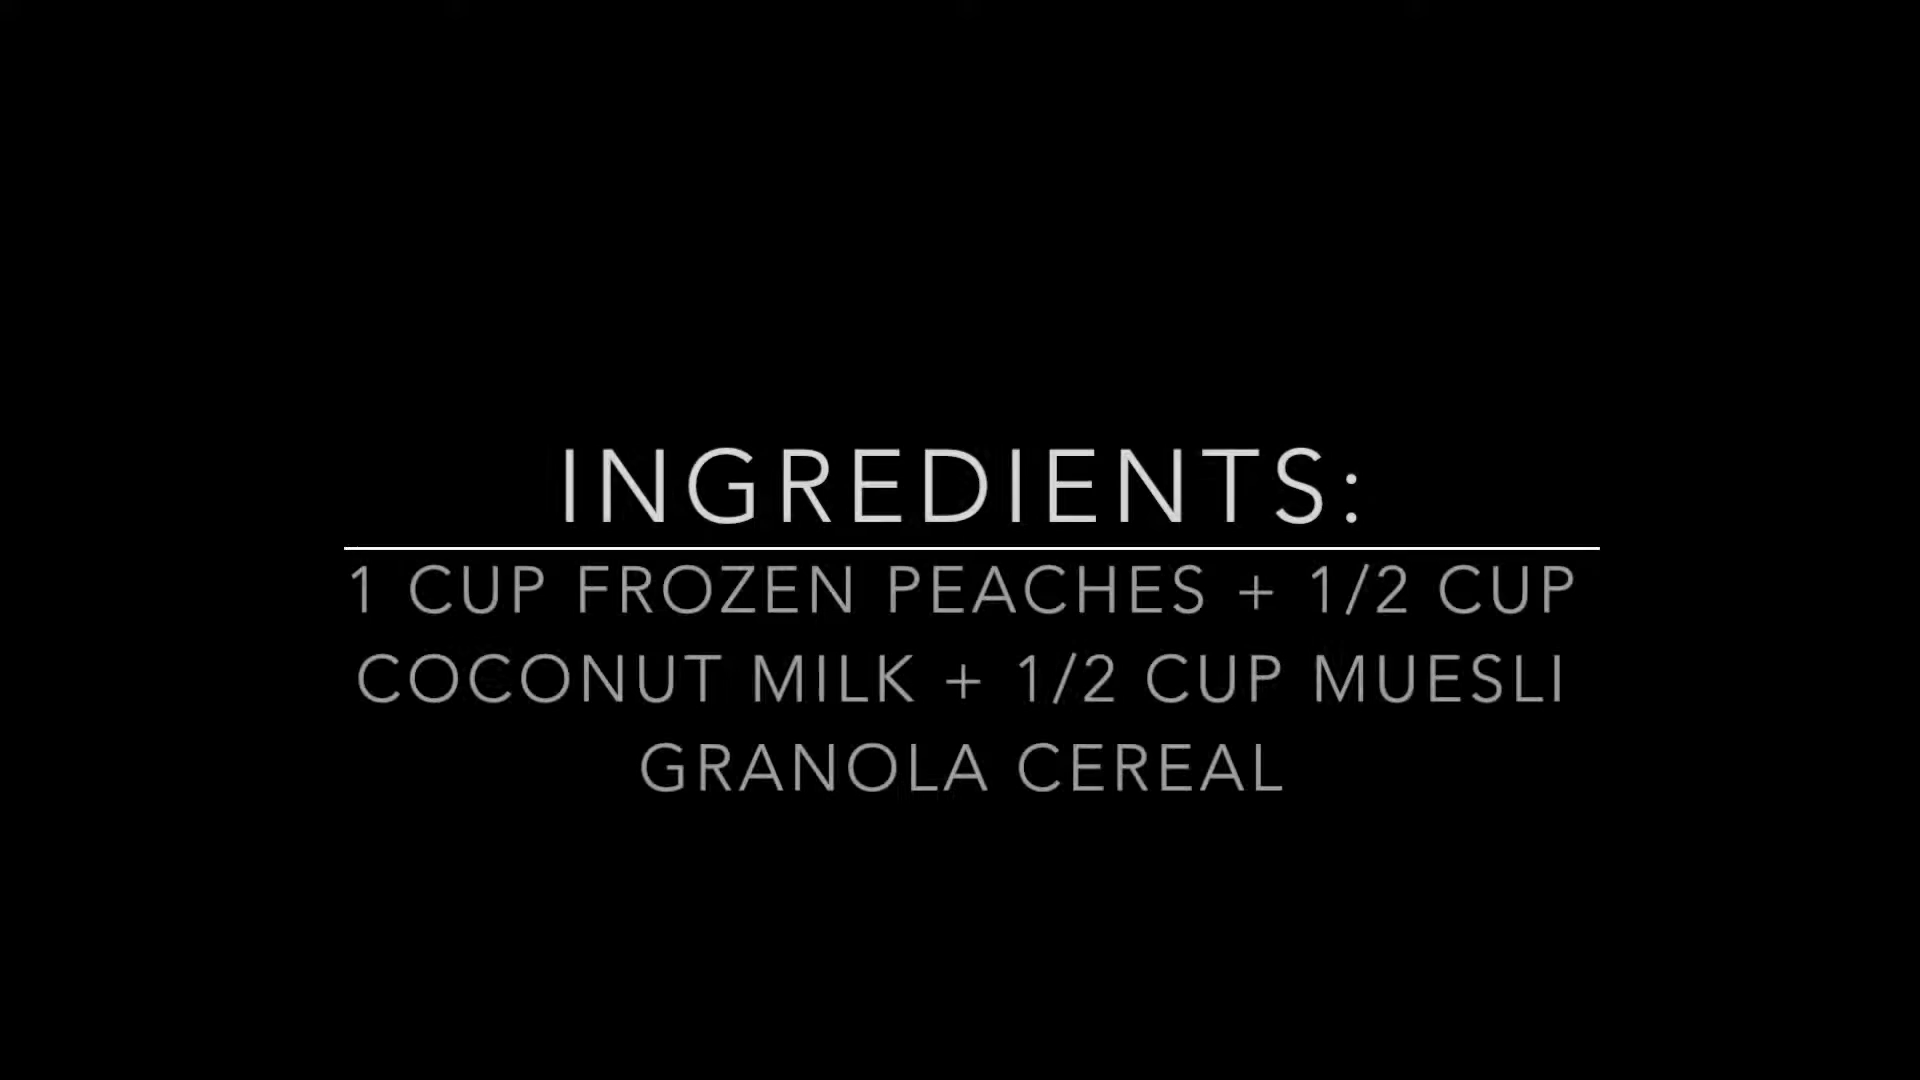 INGREDIENTS:
1 CUP FROZEN PEACHES + 1/2 CUP
COCONUT MILK + 1/2 CUP MUESLI
GRANOLA CEREAL